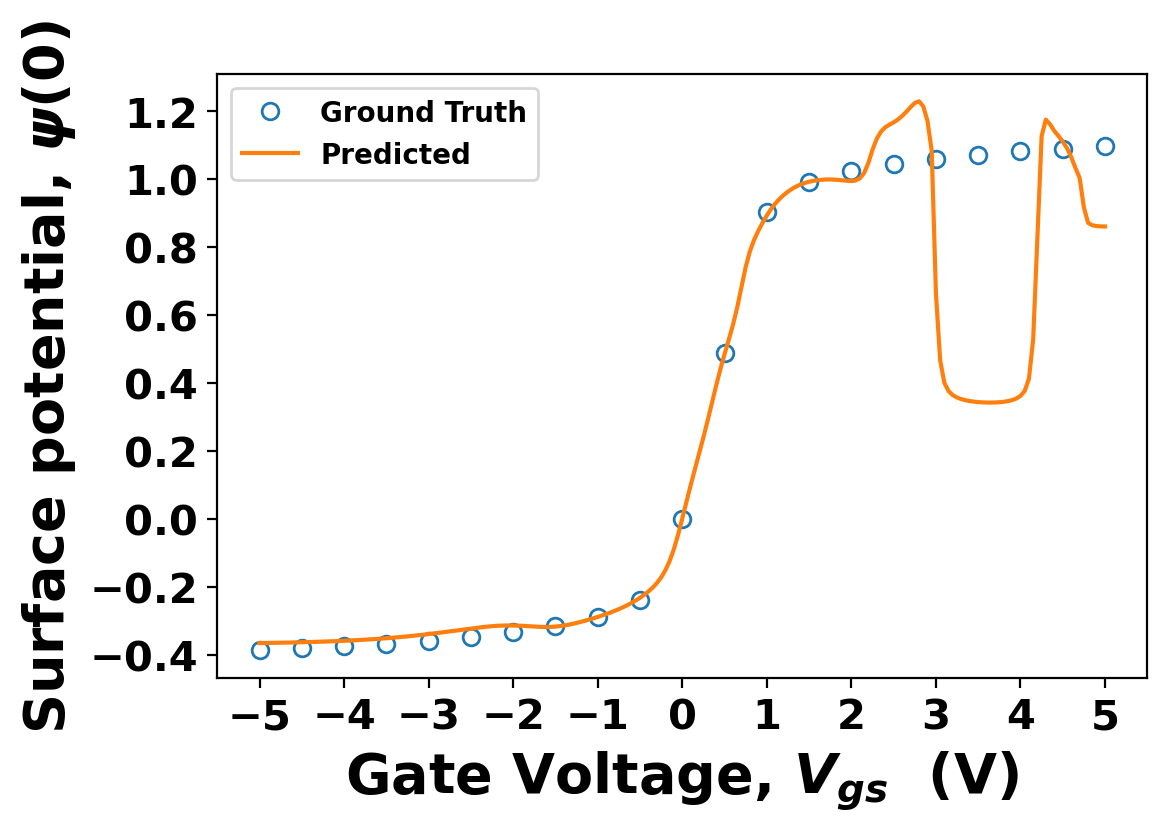 Surface potential, ψ(0)
1.2
1.0
0.8
0.6
0.4
0.2
0.0
−0.2
−0.4
Ground Truth
Predicted
−5 −4 −3 −2 −1 0 1 2 3 4 5
Gate Voltage, Vgs (V)